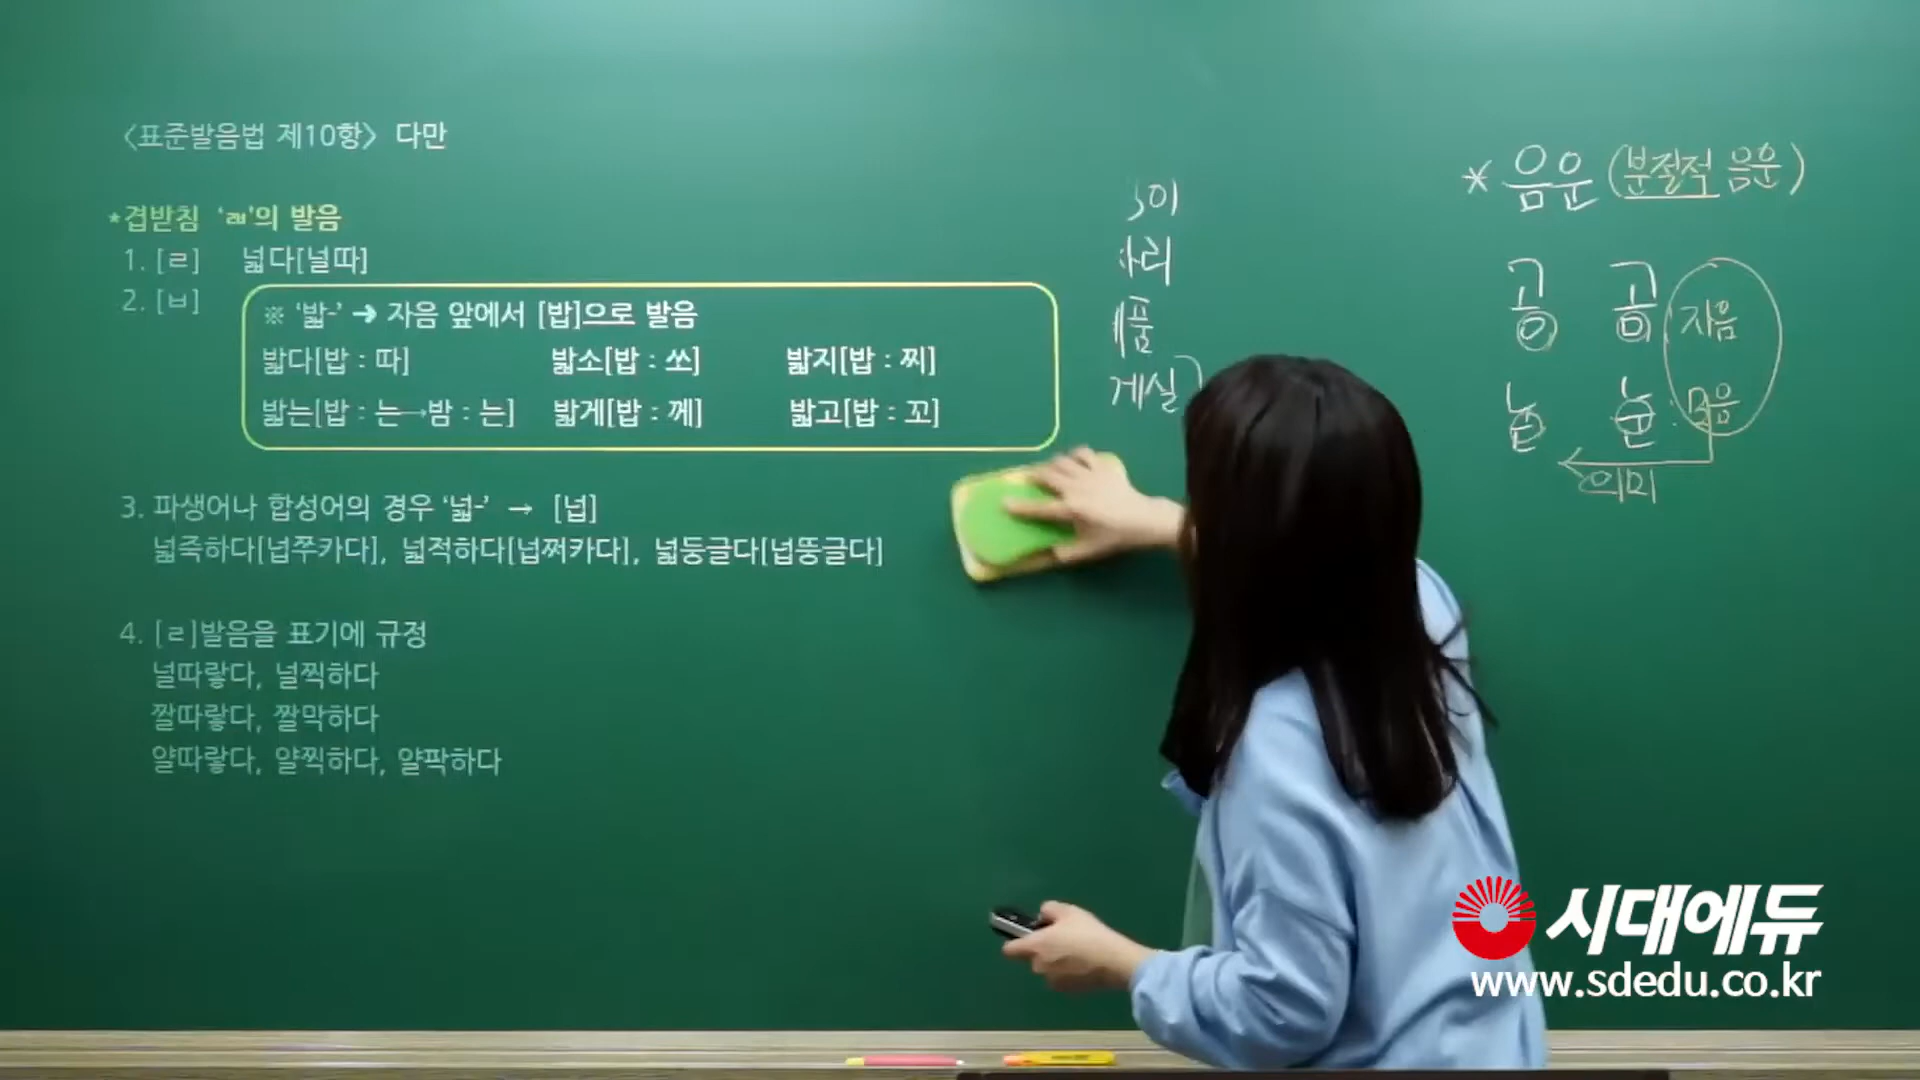 〈표준발음법 제10항〉 다만
*겹받침 'ㄼ'의 발음
1. [ㄹ] 넓다[널따]
2. [ㅂ]
※ '밟-' ➔ 자음 앞에서 [밥]으로 발음
밟다[밥 : 따] 밟소[밥 : 쏘] 밟지[밥 : 찌]
밟는[밥 : 는→밤 : 는] 밟게[밥 : 께] 밟고[밥 : 꼬]
3. 파생어나 합성어의 경우 '넓-' → [넙]
넓죽하다[넙쭈카다], 넓적하다[넙쩌카다], 넓둥글다[넙뚱글다]
4. [ㄹ]발음을 표기에 규정
널따랗다, 널찍하다
짤따랗다, 짤막하다
얄따랗다, 얄찍하다, 얄팍하다
이
리
품
게실
* 음운 (분절적 음운)
공 곰 자음
눈 모음
의미
시대에듀
www.sdedu.co.kr